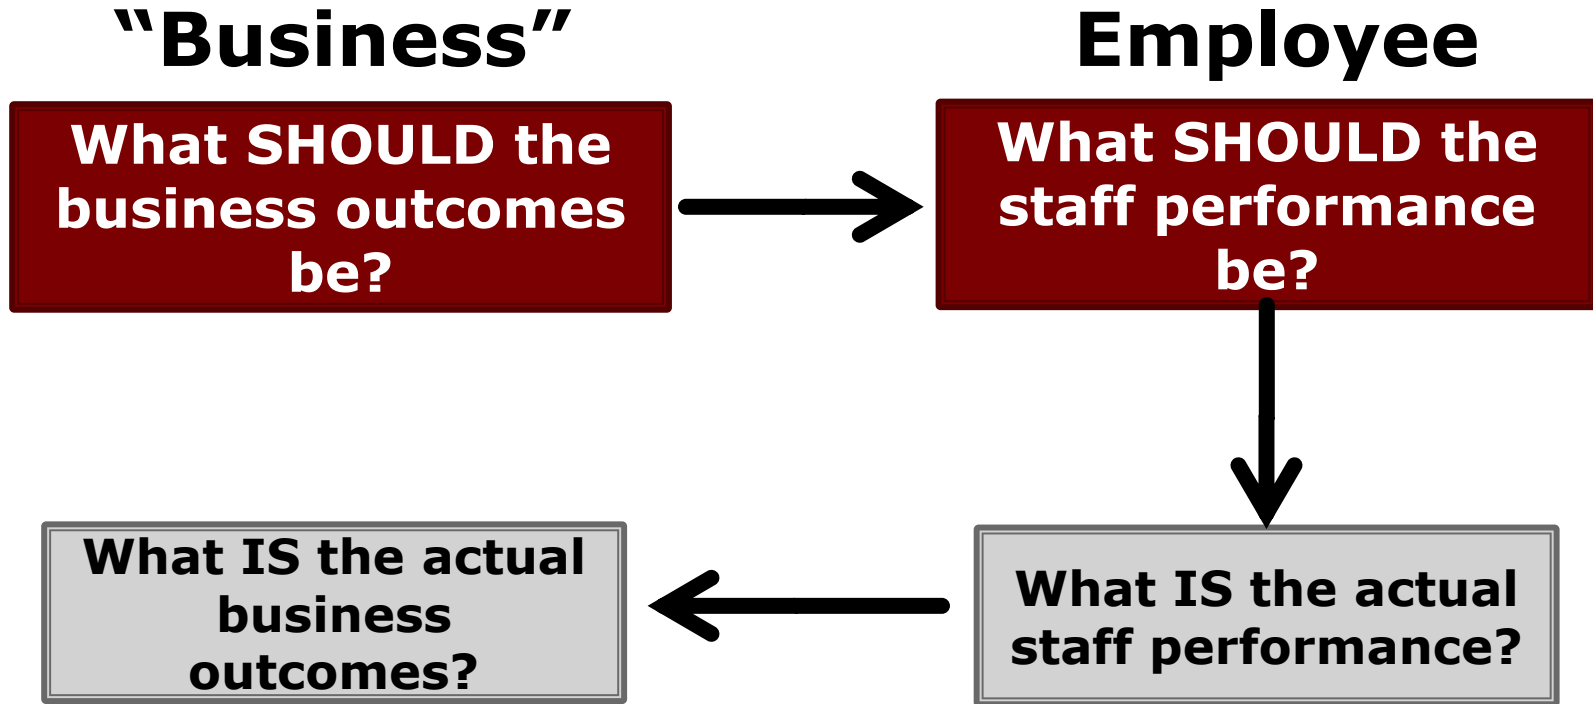 “Business”
Employee
What SHOULD the
business outcomes
be?
What SHOULD the
staff performance
be?
What IS the actual
business
outcomes?
What IS the actual
staff performance?